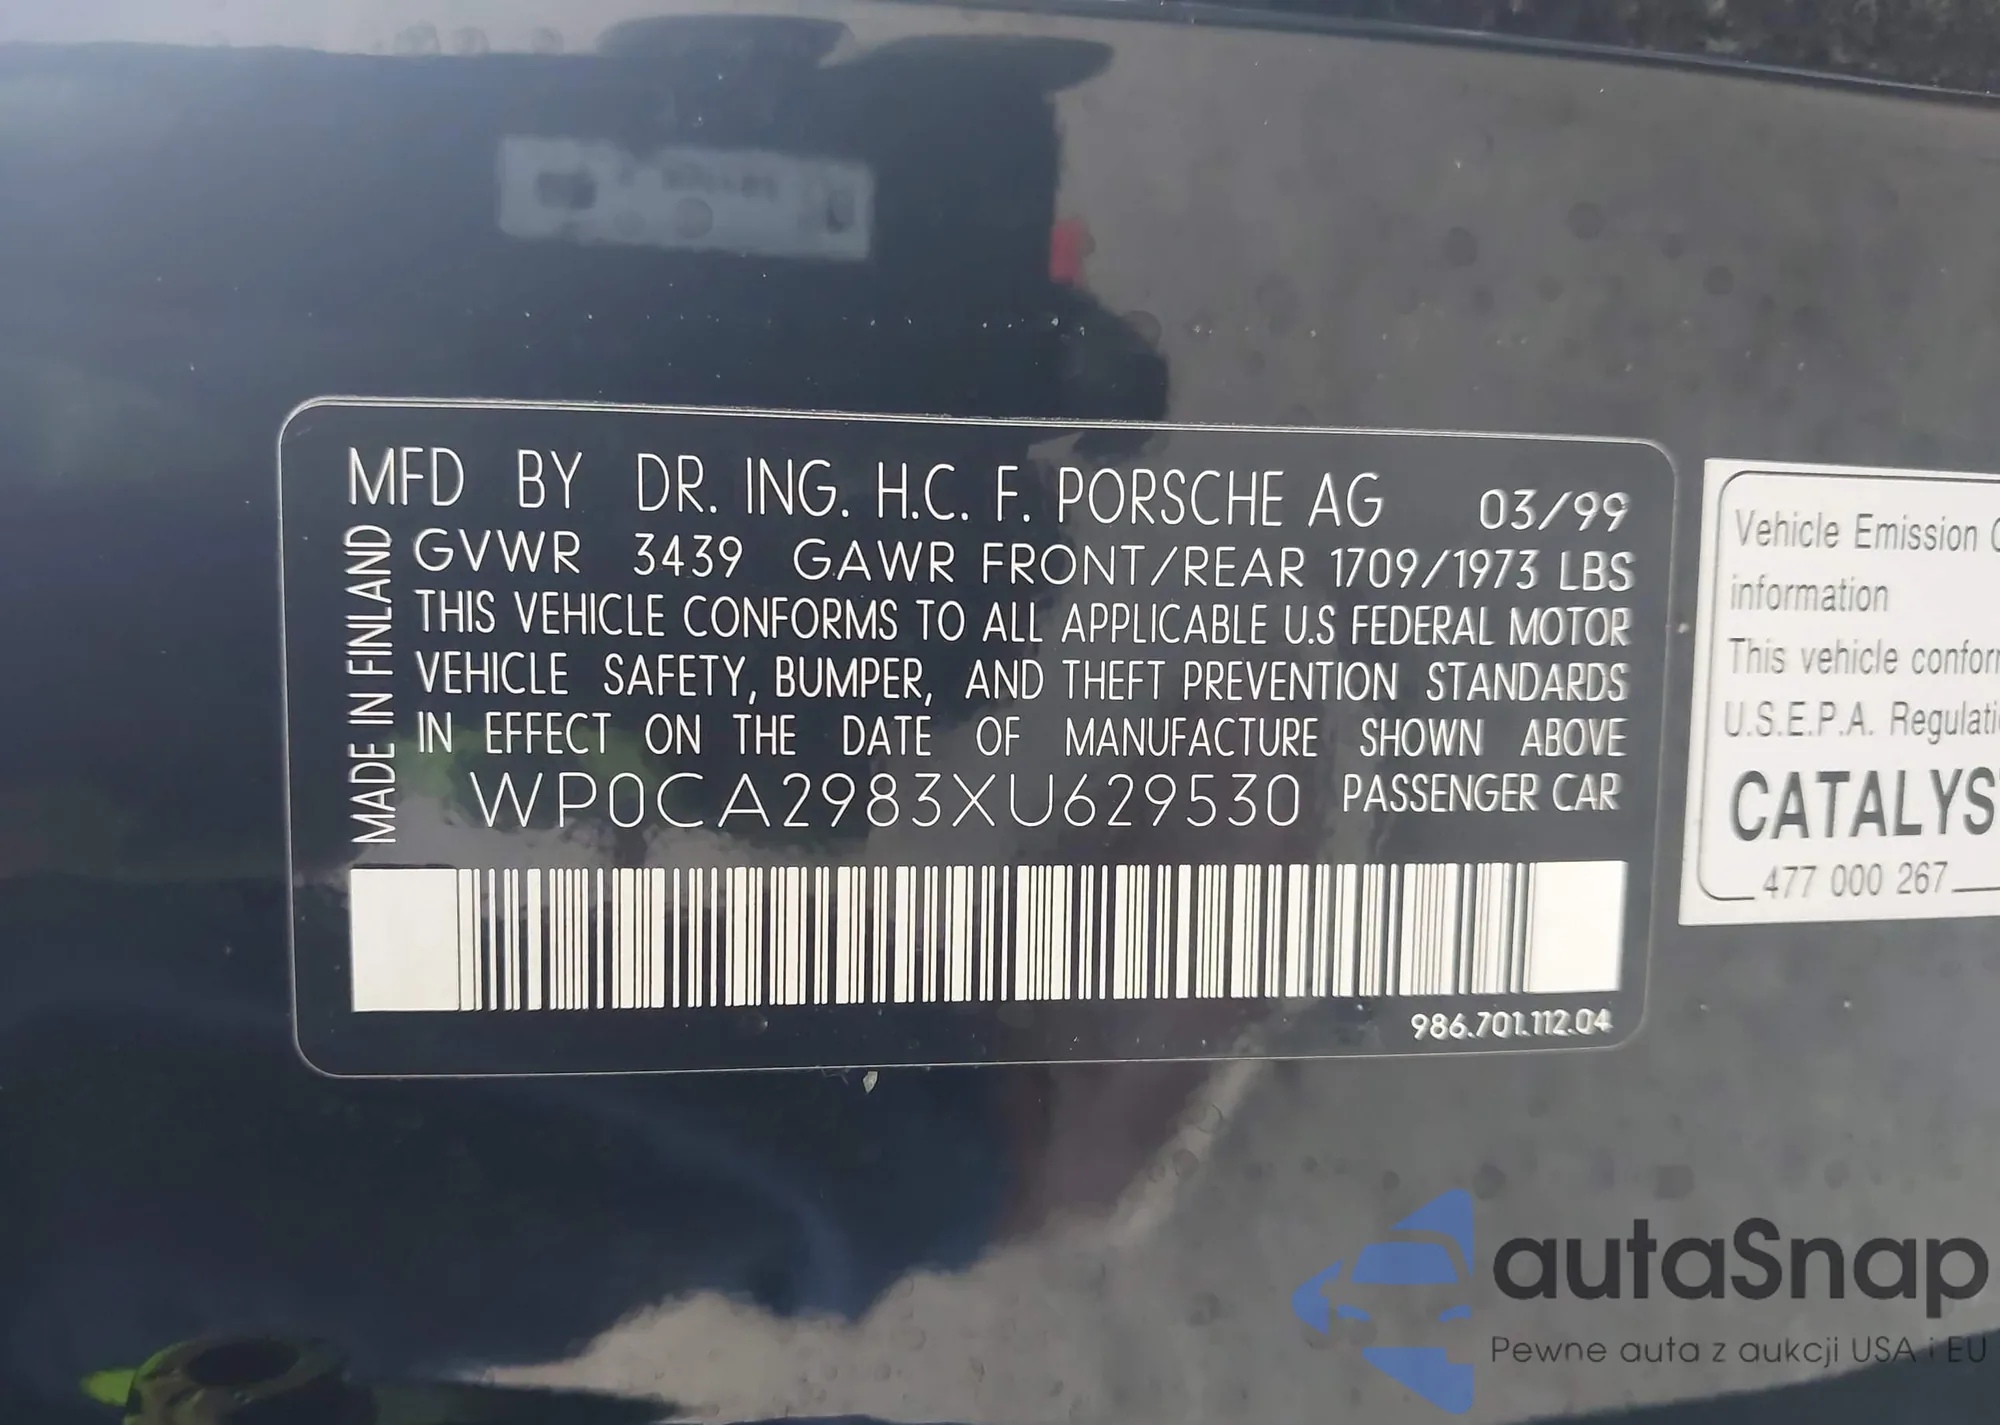 MFD BY DR. ING. H.C. F. PORSCHE AG 03/99
GVWR 3439 GAWR FRONT/REAR 1709/1973 LBS
THIS VEHICLE CONFORMS TO ALL APPLICABLE U.S FEDERAL MOTOR
VEHICLE SAFETY, BUMPER, AND THEFT PREVENTION STANDARDS
IN EFFECT ON THE DATE OF MANUFACTURE SHOWN ABOVE
WP0CA2983XU629530 PASSENGER CAR
MADE IN FINLAND
986.701.112.04
Vehicle Emission
information
This vehicle
U.S.E.P.A.
477 000 267
autaSnap
Pewne auta z aukcji USA i EU